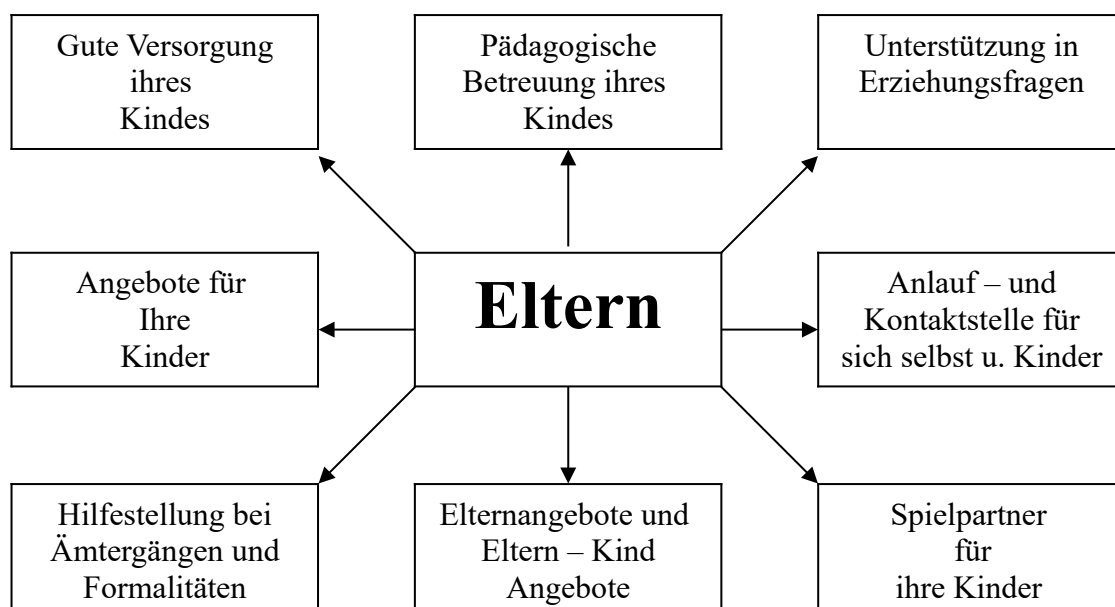 Gute Versorgung
ihres
Kindes
Pädagogische
Betreuung ihres
Kindes
Unterstützung in
Erziehungsfragen
Angebote für
Ihre
Kinder
Eltern
Anlauf – und
Kontaktstelle für
sich selbst u. Kinder
Hilfestellung bei
Ämtergängen und
Formalitäten
Elternangebote und
Eltern – Kind
Angebote
Spielpartner
für
ihre Kinder